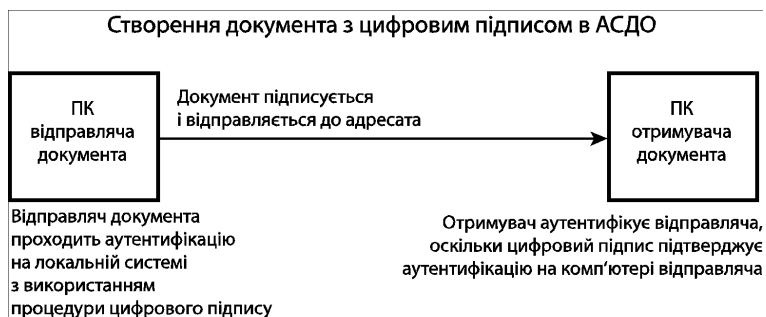 Створення документа з цифровим підписом в АСДО
ПК
відправляча
документа
Документ підписується
і відправляється до адресата
ПК
отримувача
документа
Відправляч документа
проходить аутентифікацію
на локальній системі
з використанням
процедури цифрового підпису
Отримувач аутентифікує відправляча,
оскільки цифровий підпис підтверджує
аутентифікацію на комп’ютері відправляча